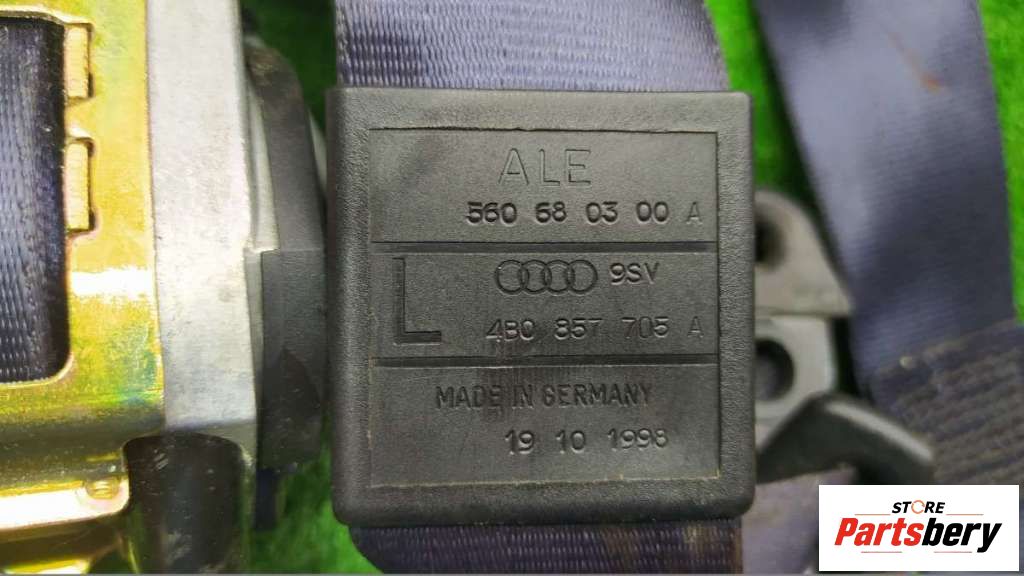 ALE
560 68 03 00 A
L
9SV
4B0 857 705 A
MADE IN GERMANY
19 10 1998
STORE
Partsbery